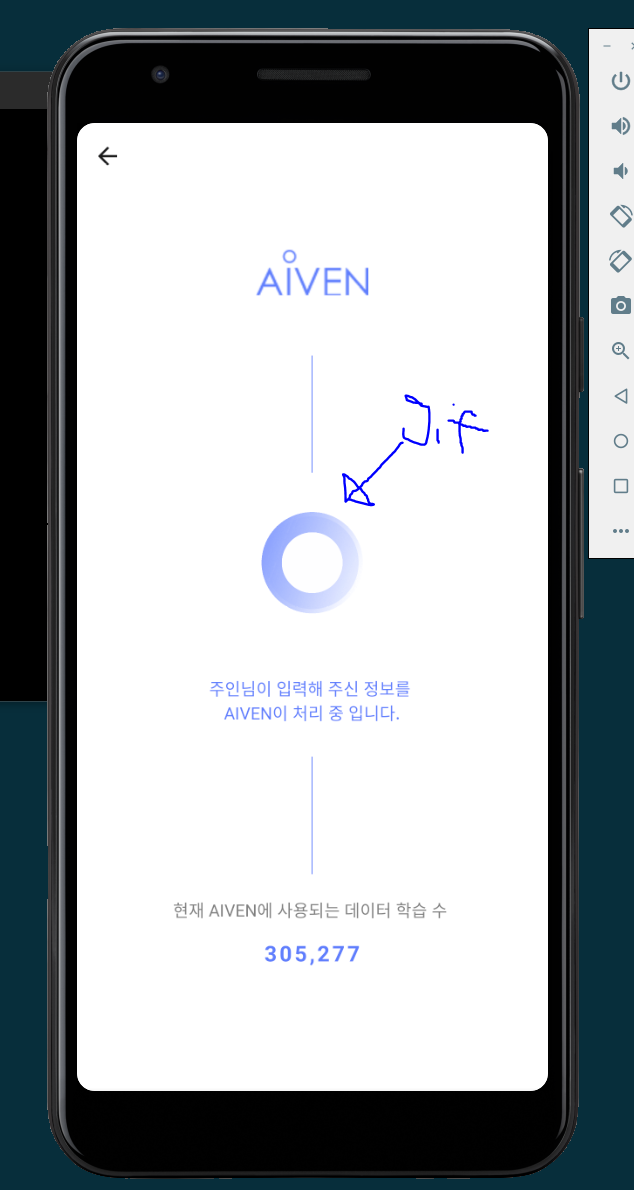 AIVEN
Jif
주인님이 입력해 주신 정보를
AIVEN이 처리 중 입니다.
현재 AIVEN에 사용되는 데이터 학습 수
305,277